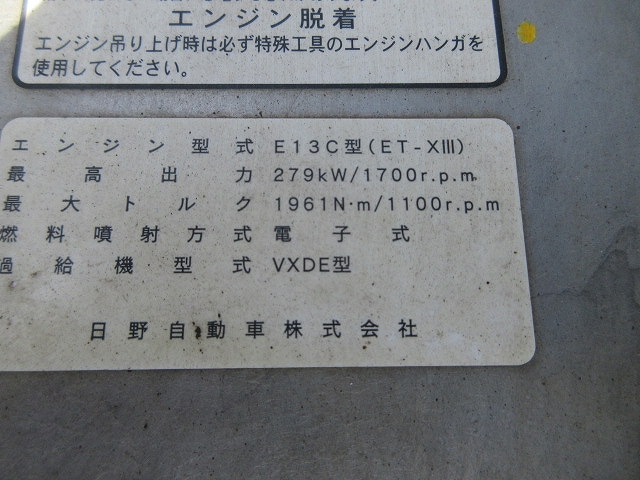 エンジン脱着
エンジン吊り上げ時は必ず特殊工具のエンジンハンガを
使用してください。
エンジン型式 E13C型(ET-XIII)
最高出力 279kW/1700r.p.m
最大トルク 1961N·m/1100r.p.m
燃料噴射方式 電子式
過給機型式 VXDE型
日野自動車株式会社